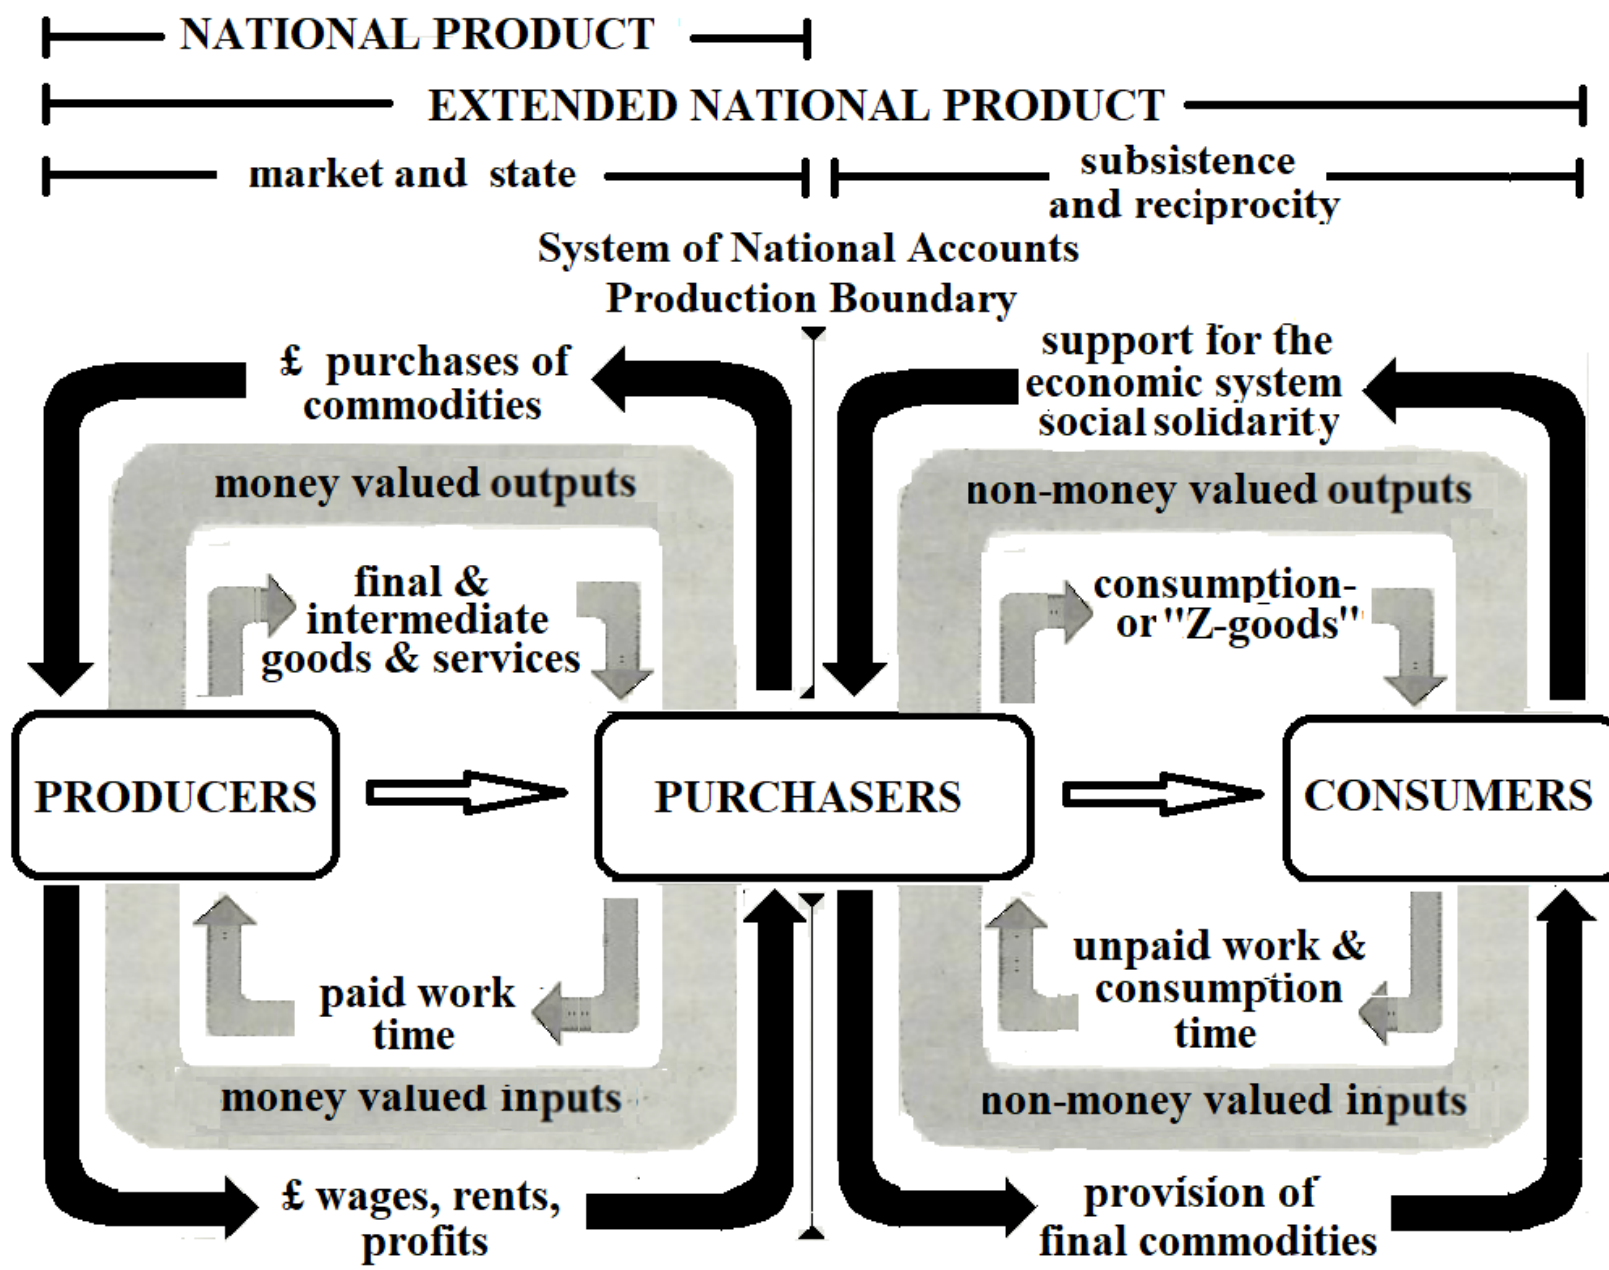 NATIONAL PRODUCT
EXTENDED NATIONAL PRODUCT
market and state
subsistence
and reciprocity
System of National Accounts
Production Boundary
£ purchases of
commodities
support for the
economic system
social solidarity
money valued outputs
non-money valued outputs
final &
intermediate
goods & services
consumption-
or "Z-goods"
PRODUCERS
PURCHASERS
CONSUMERS
paid work
time
unpaid work &
consumption
time
money valued inputs
non-money valued inputs
£ wages, rents,
profits
provision of
final commodities